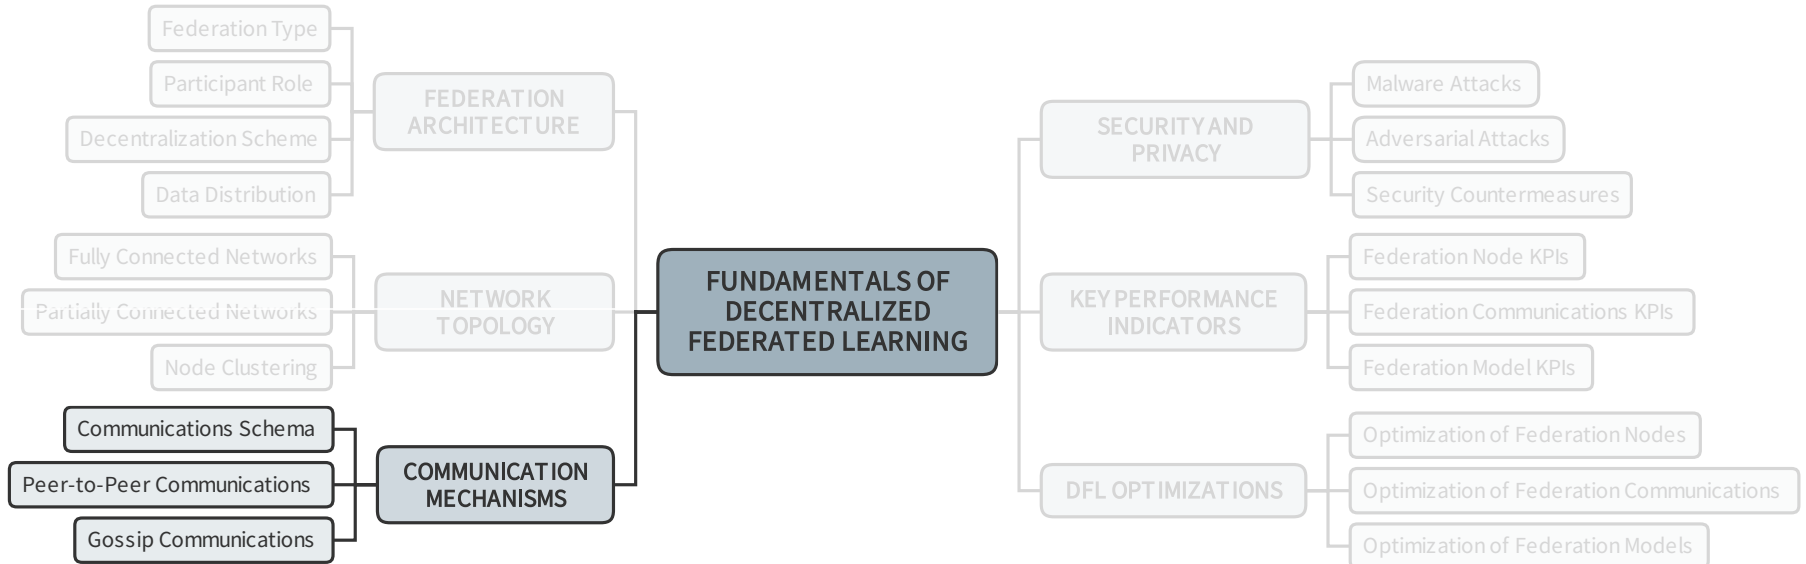 Federation Type
Participant Role
Decentralization Scheme
Data Distribution
FEDERATION
ARCHITECTURE
Fully Connected Networks
Partially Connected Networks
Node Clustering
NETWORK
TOPOLOGY
Communications Schema
Peer-to-Peer Communications
Gossip Communications
COMMUNICATION
MECHANISMS
FUNDAMENTALS OF
DECENTRALIZED
FEDERATED LEARNING
SECURITY AND
PRIVACY
Malware Attacks
Adversarial Attacks
Security Countermeasures
KEY PERFORMANCE
INDICATORS
Federation Node KPIs
Federation Communications KPIs
Federation Model KPIs
DFL OPTIMIZATIONS
Optimization of Federation Nodes
Optimization of Federation Communications
Optimization of Federation Models